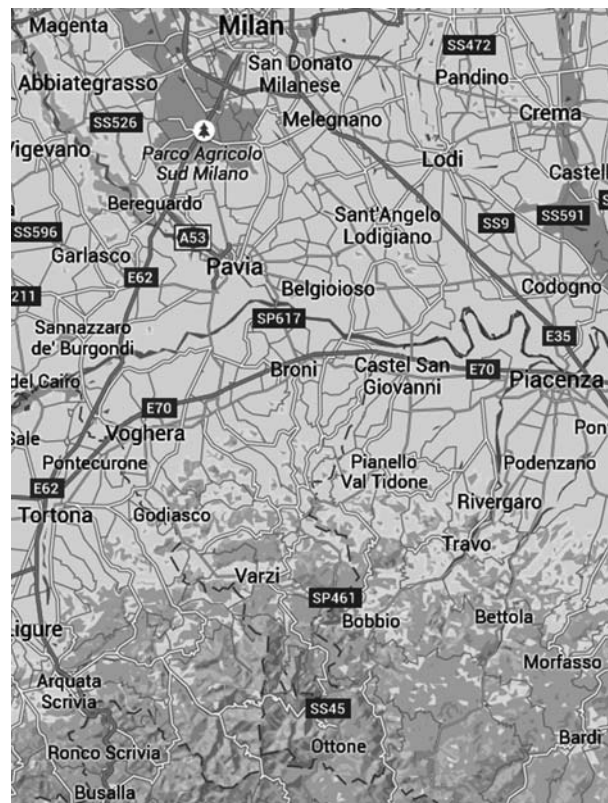 Magenta
Milan
SS472
San Donato
Milanese
Pandino
Abbiategrasso
Crema
SS526
Melegnano
Parco Agricolo
Sud Milano
Lodi
Vigevano
Castell
Bereguardo
Sant'Angelo
Lodigiano
SS9
SS591
S
SS596
A53
Garlasco
Pavia
E62
Belgioioso
Codogno
211
SP617
Sannazzaro
de' Burgondi
E35
Broni
Castel San
Giovanni
E70
Piacenza
del Cairo
E70
Sale
Voghera
Pont
Pontecurone
Pianello
Val Tidone
Podenzano
E62
Rivergaro
Tortona
Godiasco
Travo
Varzi
SP461
Bobbio
Bettola
Ligure
Morfasso
Arquata
Scrivia
SS45
Bardi
Ottone
Ronco Scrivia
Busalla